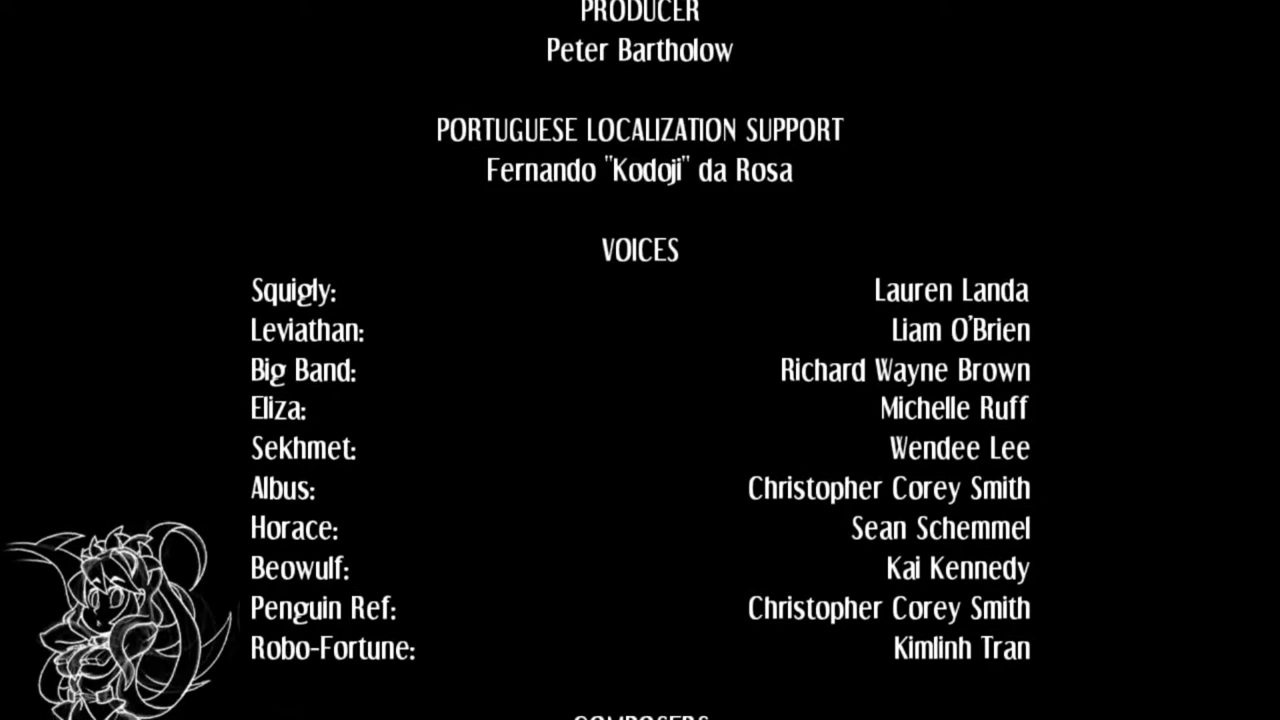 PRODUCER
Peter Bartholow
PORTUGUESE LOCALIZATION SUPPORT
Fernando "Kodoji" da Rosa
VOICES
Squigly: Lauren Landa
Leviathan: Liam O'Brien
Big Band: Richard Wayne Brown
Eliza: Michelle Ruff
Sekhmet: Wendee Lee
Albus: Christopher Corey Smith
Horace: Sean Schemmel
Beowulf: Kai Kennedy
Penguin Ref: Christopher Corey Smith
Robo-Fortune: Kimlinh Tran
COMPOSERS